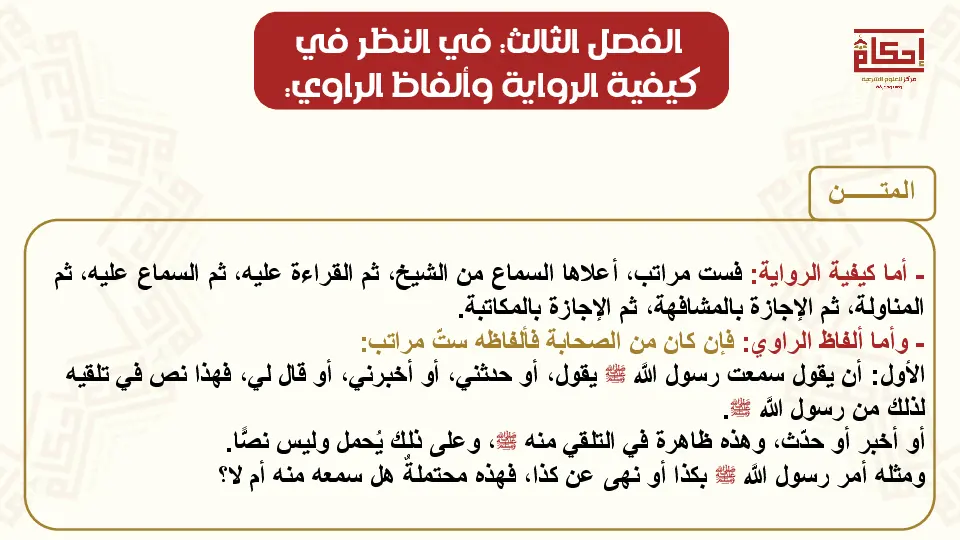 الفصل الثالث: في النظر في
كيفية الرواية وألفاظ الراوي:
إحكام
مركز للعلوم الشرعية
المتــــــن
- أما كيفية الرواية: فست مراتب، أعلاها السماع من الشيخ، ثم القراءة عليه، ثم السماع عليه، ثم
المناولة، ثم الإجازة بالمشافهة، ثم الإجازة بالمكاتبة.
- وأما ألفاظ الراوي: فإن كان من الصحابة فألفاظه ستّ مراتب:
الأول: أن يقول سمعت رسول الله ﷺ يقول، أو حدثني، أو أخبرني، أو قال لي، فهذا نص في تلقيه
لذلك من رسول الله ﷺ.
أو أخبر أو حدّث، وهذه ظاهرة في التلقي منه ﷺ، وعلى ذلك يُحمل وليس نصًّا.
ومثله أمر رسول الله ﷺ بكذا أو نهى عن كذا، فهذه محتملةٌ هل سمعه منه أم لا؟